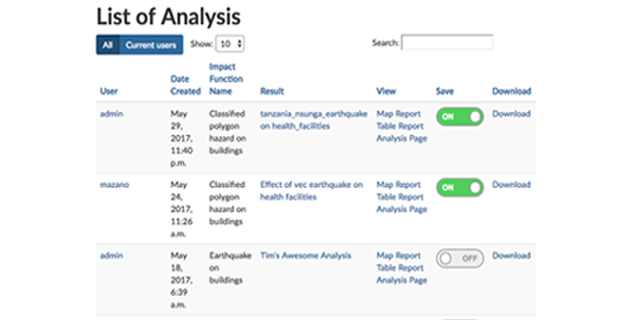 List of Analysis
All Current users Show: 10 Search:
User Date Created Impact Function Name Result View Save Download
admin May 29, 2017, 11:40 p.m. Classified polygon hazard on buildings tanzania_nsunga_earthquake on health_facilities Map Report Table Report Analysis Page ON Download
mazano May 24, 2017, 11:26 a.m. Classified polygon hazard on buildings Effect of vec earthquake on health facilities Map Report Table Report Analysis Page ON Download
admin May 18, 2017, 6:39 a.m. Earthquake on buildings Tim's Awesome Analysis Map Report Table Report Analysis Page OFF Download